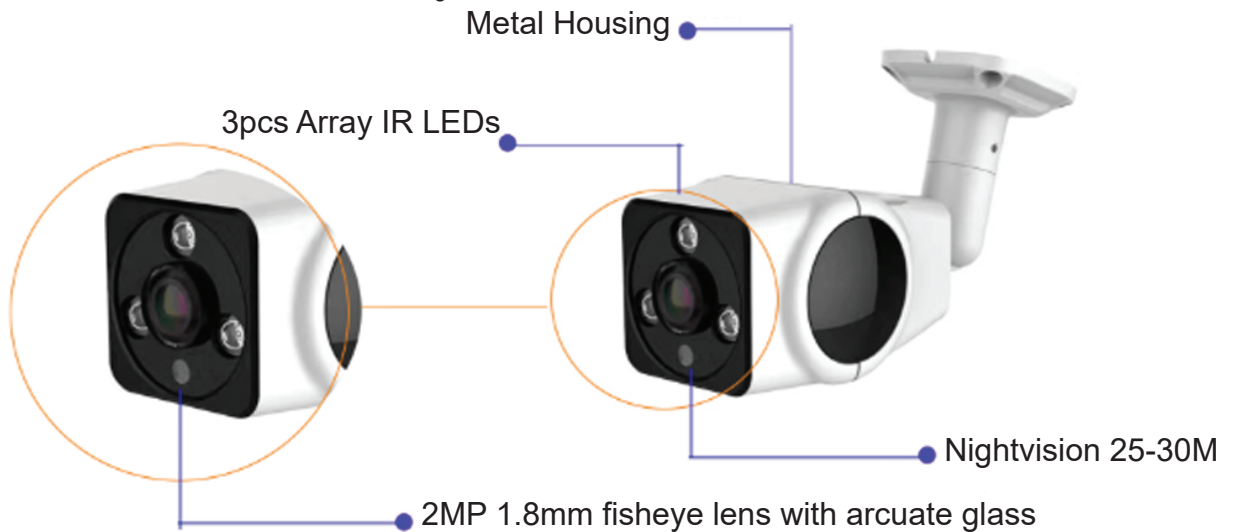 Metal Housing
3pcs Array IR LEDs
Nightvision 25-30M
2MP 1.8mm fisheye lens with arcuate glass